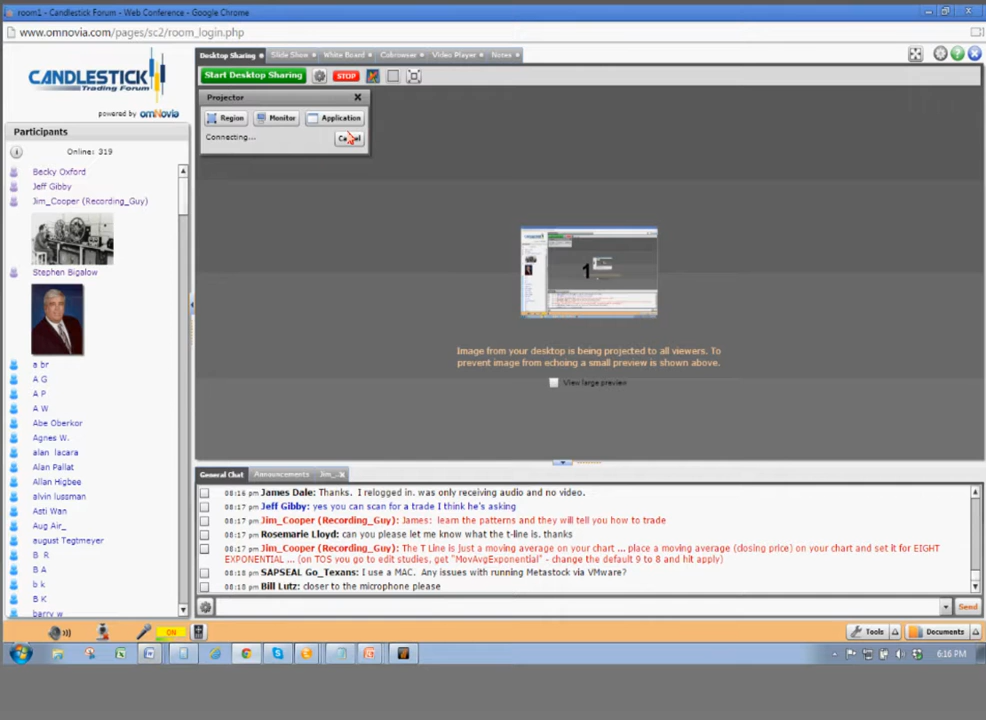 room1 - Candlestick Forum - Web Conference - Google Chrome
www.omnovia.com/pages/sc2/room_login.php
CANDLESTICK
Trading Forum
powered by omNovia
Participants
Online: 319
Becky Oxford
Jeff Gibby
Jim_Cooper (Recording_Guy)
Stephen Bigalow
a br
A G
A P
A W
Abe Oberkor
Agnes W.
alan lacara
Alan Pallat
Allan Higbee
alvin lussman
Asti Wan
Aug Air_
august Tegtmeyer
B R
B A
b k
B K
barry w
Desktop Sharing
Slide Show
White Board
Cobrowser
Video Player
Notes
Start Desktop Sharing
STOP
Projector
Region
Monitor
Application
Connecting...
1
Image from your desktop is being projected to all viewers. To
prevent image from echoing a small preview is shown above.
View large preview
General Chat
Announcements
Jim_
08:16 pm James Dale: Thanks. I relogged in. was only receiving audio and no video.
08:17 pm Jeff Gibby: yes you can scan for a trade I think he's asking
08:17 pm Jim_Cooper (Recording_Guy): James: learn the patterns and they will tell you how to trade
08:17 pm Rosemarie Lloyd: can you please let me know what the t-line is. thanks
08:17 pm Jim_Cooper (Recording_Guy): The T Line is just a moving average on your chart ... place a moving average (closing price) on your chart and set it for EIGHT
EXPONENTIAL ... (on TOS you go to edit studies, get "MovAvgExponential" - change the default 9 to 8 and hit apply)
08:18 pm SAPSEAL Go_Texans: I use a MAC. Any issues with running Metastock via VMware?
08:18 pm Bill Lutz: closer to the microphone please
Send
ON
Tools
Documents
6:16 PM